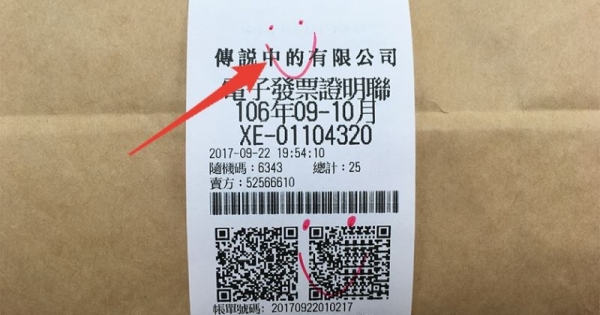 傳說中的有限公司
電子發票證明聯
106年09-10月
XE-01104320
2017-09-22 19:54:10
隨機碼：6343 總計：25
賣方：52566610
帳單號碼: 20170922010217